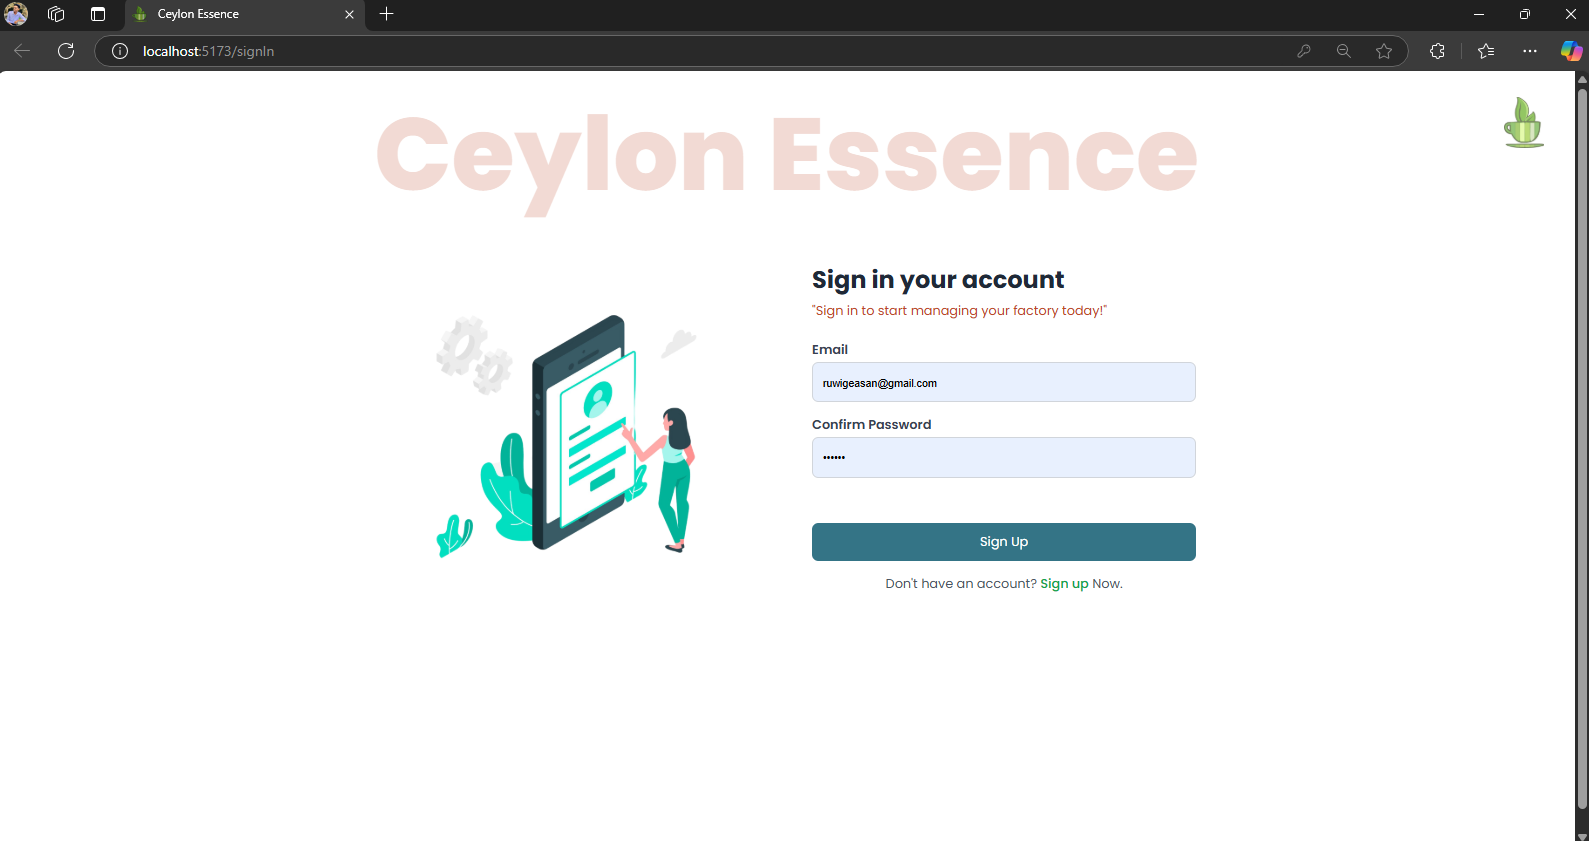 Ceylon Essence
localhost:5173/signIn
Ceylon Essence
Sign in your account
"Sign in to start managing your factory today!"
Email
ruwigeasan@gmail.com
Confirm Password
••••••
Sign Up
Don't have an account? Sign up Now.